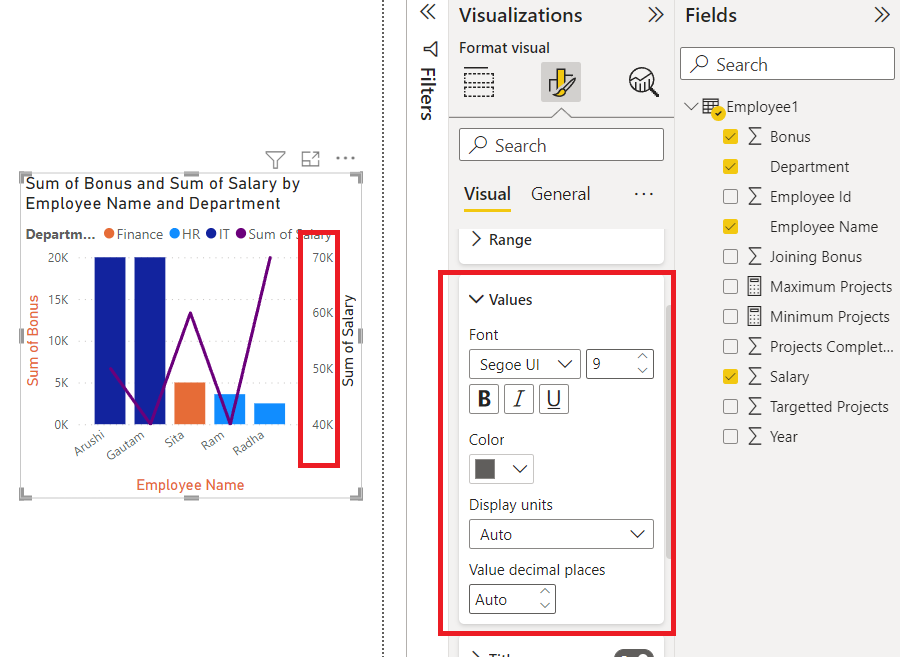 Visualizations
Fields
Format visual
Filters
Search
Search
Employee1
Bonus
Department
Employee Id
Employee Name
Joining Bonus
Maximum Projects
Minimum Projects
Projects Complet...
Salary
Targetted Projects
Year
Visual General ...
Range
Values
Font
Segoe UI 9
B I U
Color
Display units
Auto
Value decimal places
Auto
Sum of Bonus and Sum of Salary by
Employee Name and Department
Departm... Finance HR IT Sum of Salary
20K
15K
10K
5K
0K
Sum of Bonus
70K
60K
50K
40K
Sum of Salary
Arushi
Gautam
Sita
Ram
Radha
Employee Name